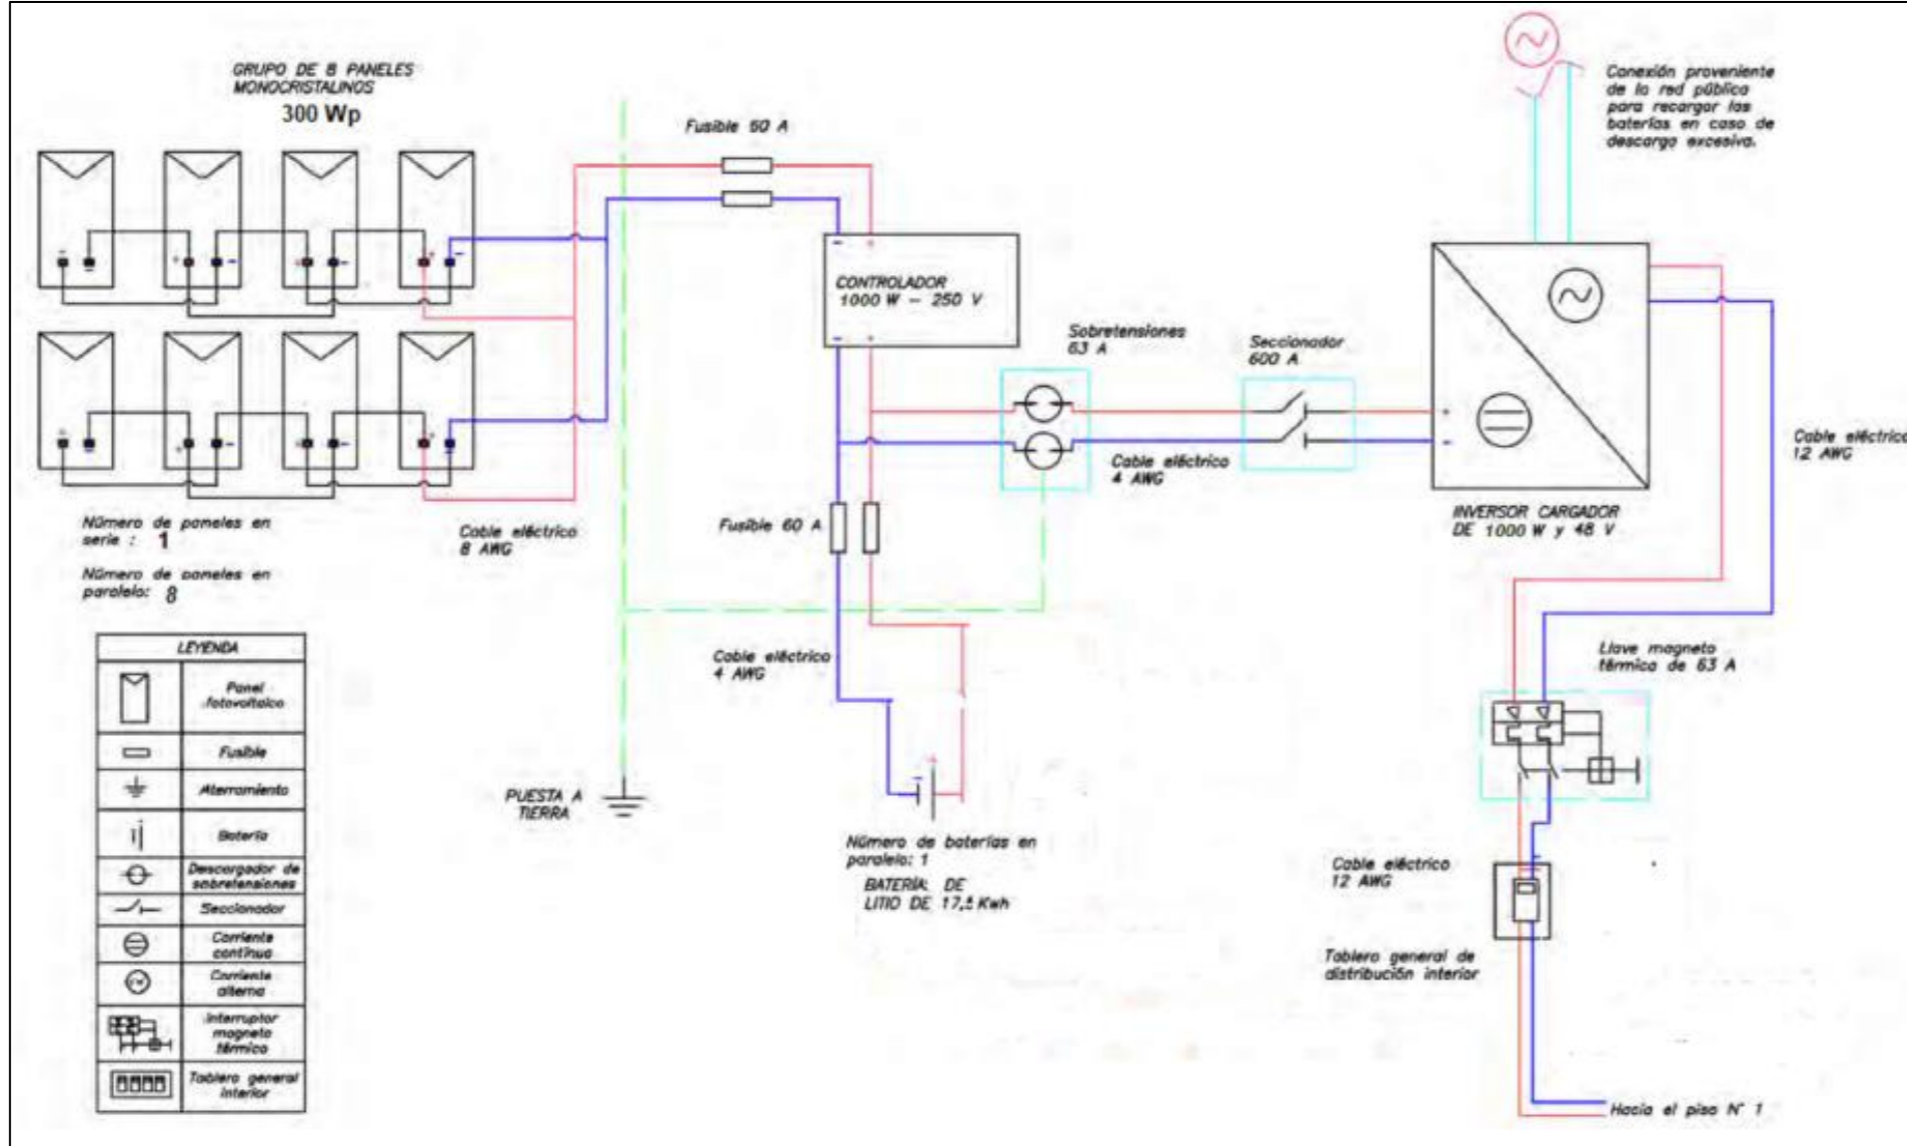 GRUPO DE 8 PANELES
MONOCRISTALINOS
300 Wp
Número de paneles en
serie : 1
Número de paneles en
paralelo: 8
Cable eléctrico
8 AWG
Fusible 50 A
CONTROLADOR
1000 W - 250 V
Sobretensiones
63 A
Seccionador
600 A
Cable eléctrico
4 AWG
Fusible 60 A
Cable eléctrico
4 AWG
PUESTA A
TIERRA
Número de baterías en
paralelo: 1
BATERÍA DE
LITIO DE Kwh
Conexión proveniente
de la red pública
para recargar las
baterías en caso de
descarga excesiva.
INVERSOR CARGADOR
DE 1000 W y 48 V
Cable eléctrico
12 AWG
Llave magneto
térmica de 63 A
Cable eléctrico
12 AWG
Tablero general de
distribución interior
Hacia el piso N° 1
LEYENDA
Panel
fotovoltaico
Fusible
Aterramiento
Batería
Descargador de
sobretensiones
Seccionador
Corriente
continua
Corriente
alterna
Interruptor
magneto
térmico
Tablero general
interior